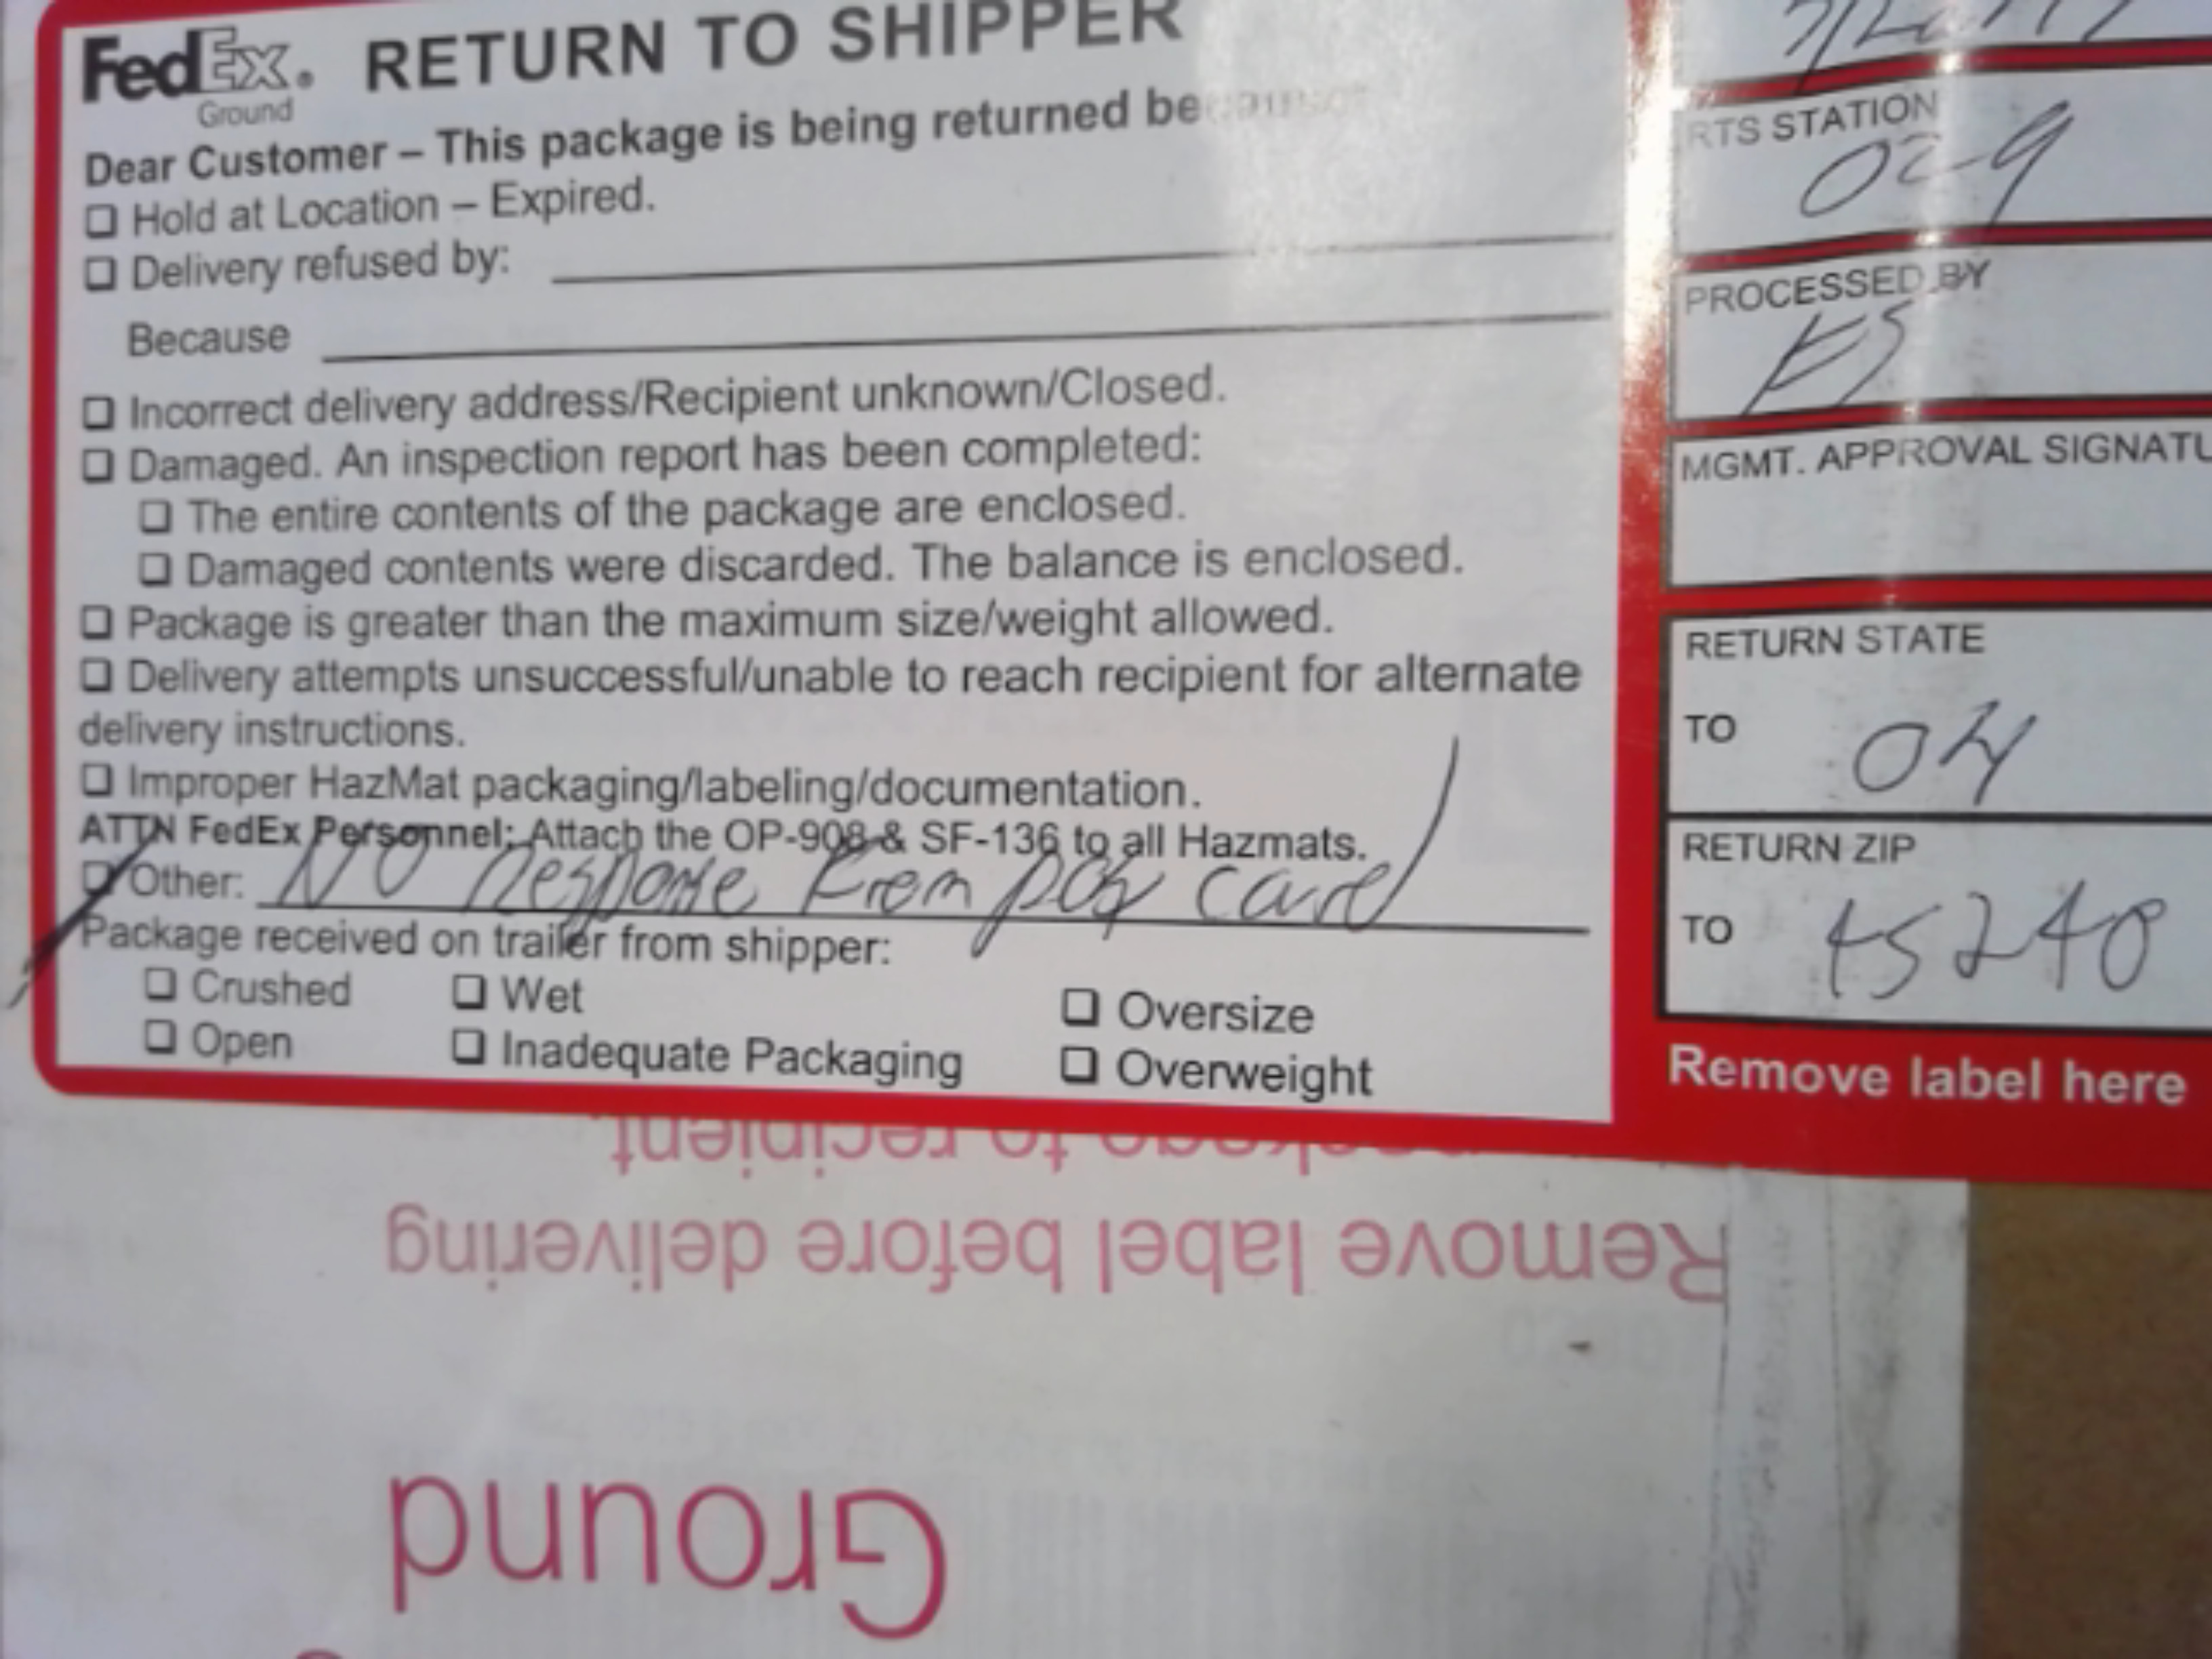 FedEx® RETURN TO SHIPPER
Ground
Dear Customer – This package is being returned because:
❑ Hold at Location – Expired.
❑ Delivery refused by:
Because
❑ Incorrect delivery address/Recipient unknown/Closed.
❑ Damaged. An inspection report has been completed:
❑ The entire contents of the package are enclosed.
❑ Damaged contents were discarded. The balance is enclosed.
❑ Package is greater than the maximum size/weight allowed.
❑ Delivery attempts unsuccessful/unable to reach recipient for alternate
delivery instructions.
❑ Improper HazMat packaging/labeling/documentation.
ATTN FedEx Personnel: Attach the OP-908 & SF-136 to all Hazmats.
❑ Other: No response from card
Package received on trailer from shipper:
❑ Crushed ❑ Wet ❑ Oversize
❑ Open ❑ Inadequate Packaging ❑ Overweight
RTS STATION
029
PROCESSED BY
MGMT. APPROVAL SIGNATU
RETURN STATE
TO OH
RETURN ZIP
TO 45240
Remove label here
Ground
Remove label before delivering
package to recipient.